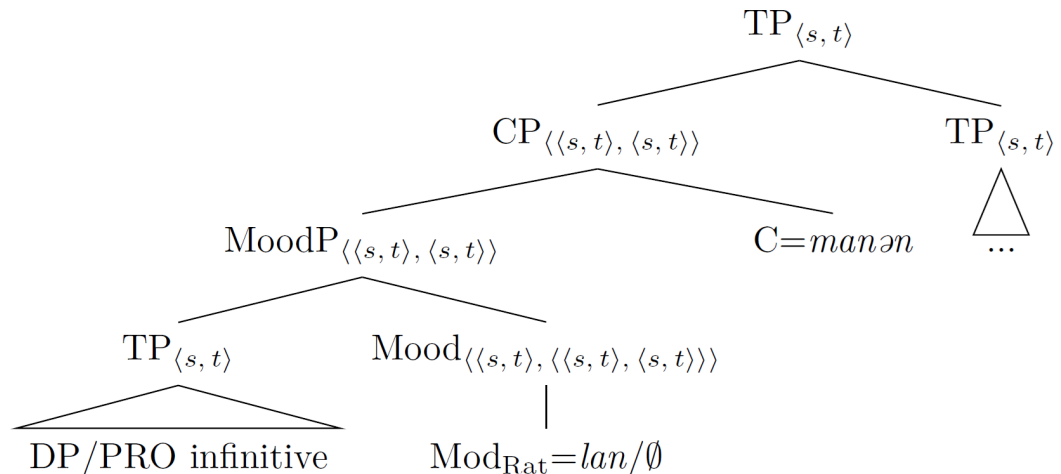 TP⟨s, t⟩
CP⟨⟨s, t⟩, ⟨s, t⟩⟩ TP⟨s, t⟩
MoodP⟨⟨s, t⟩, ⟨s, t⟩⟩ C=manən ...
TP⟨s, t⟩ Mood⟨⟨s, t⟩, ⟨⟨s, t⟩, ⟨s, t⟩⟩⟩
DP/PRO infinitive ModRat=lan/∅